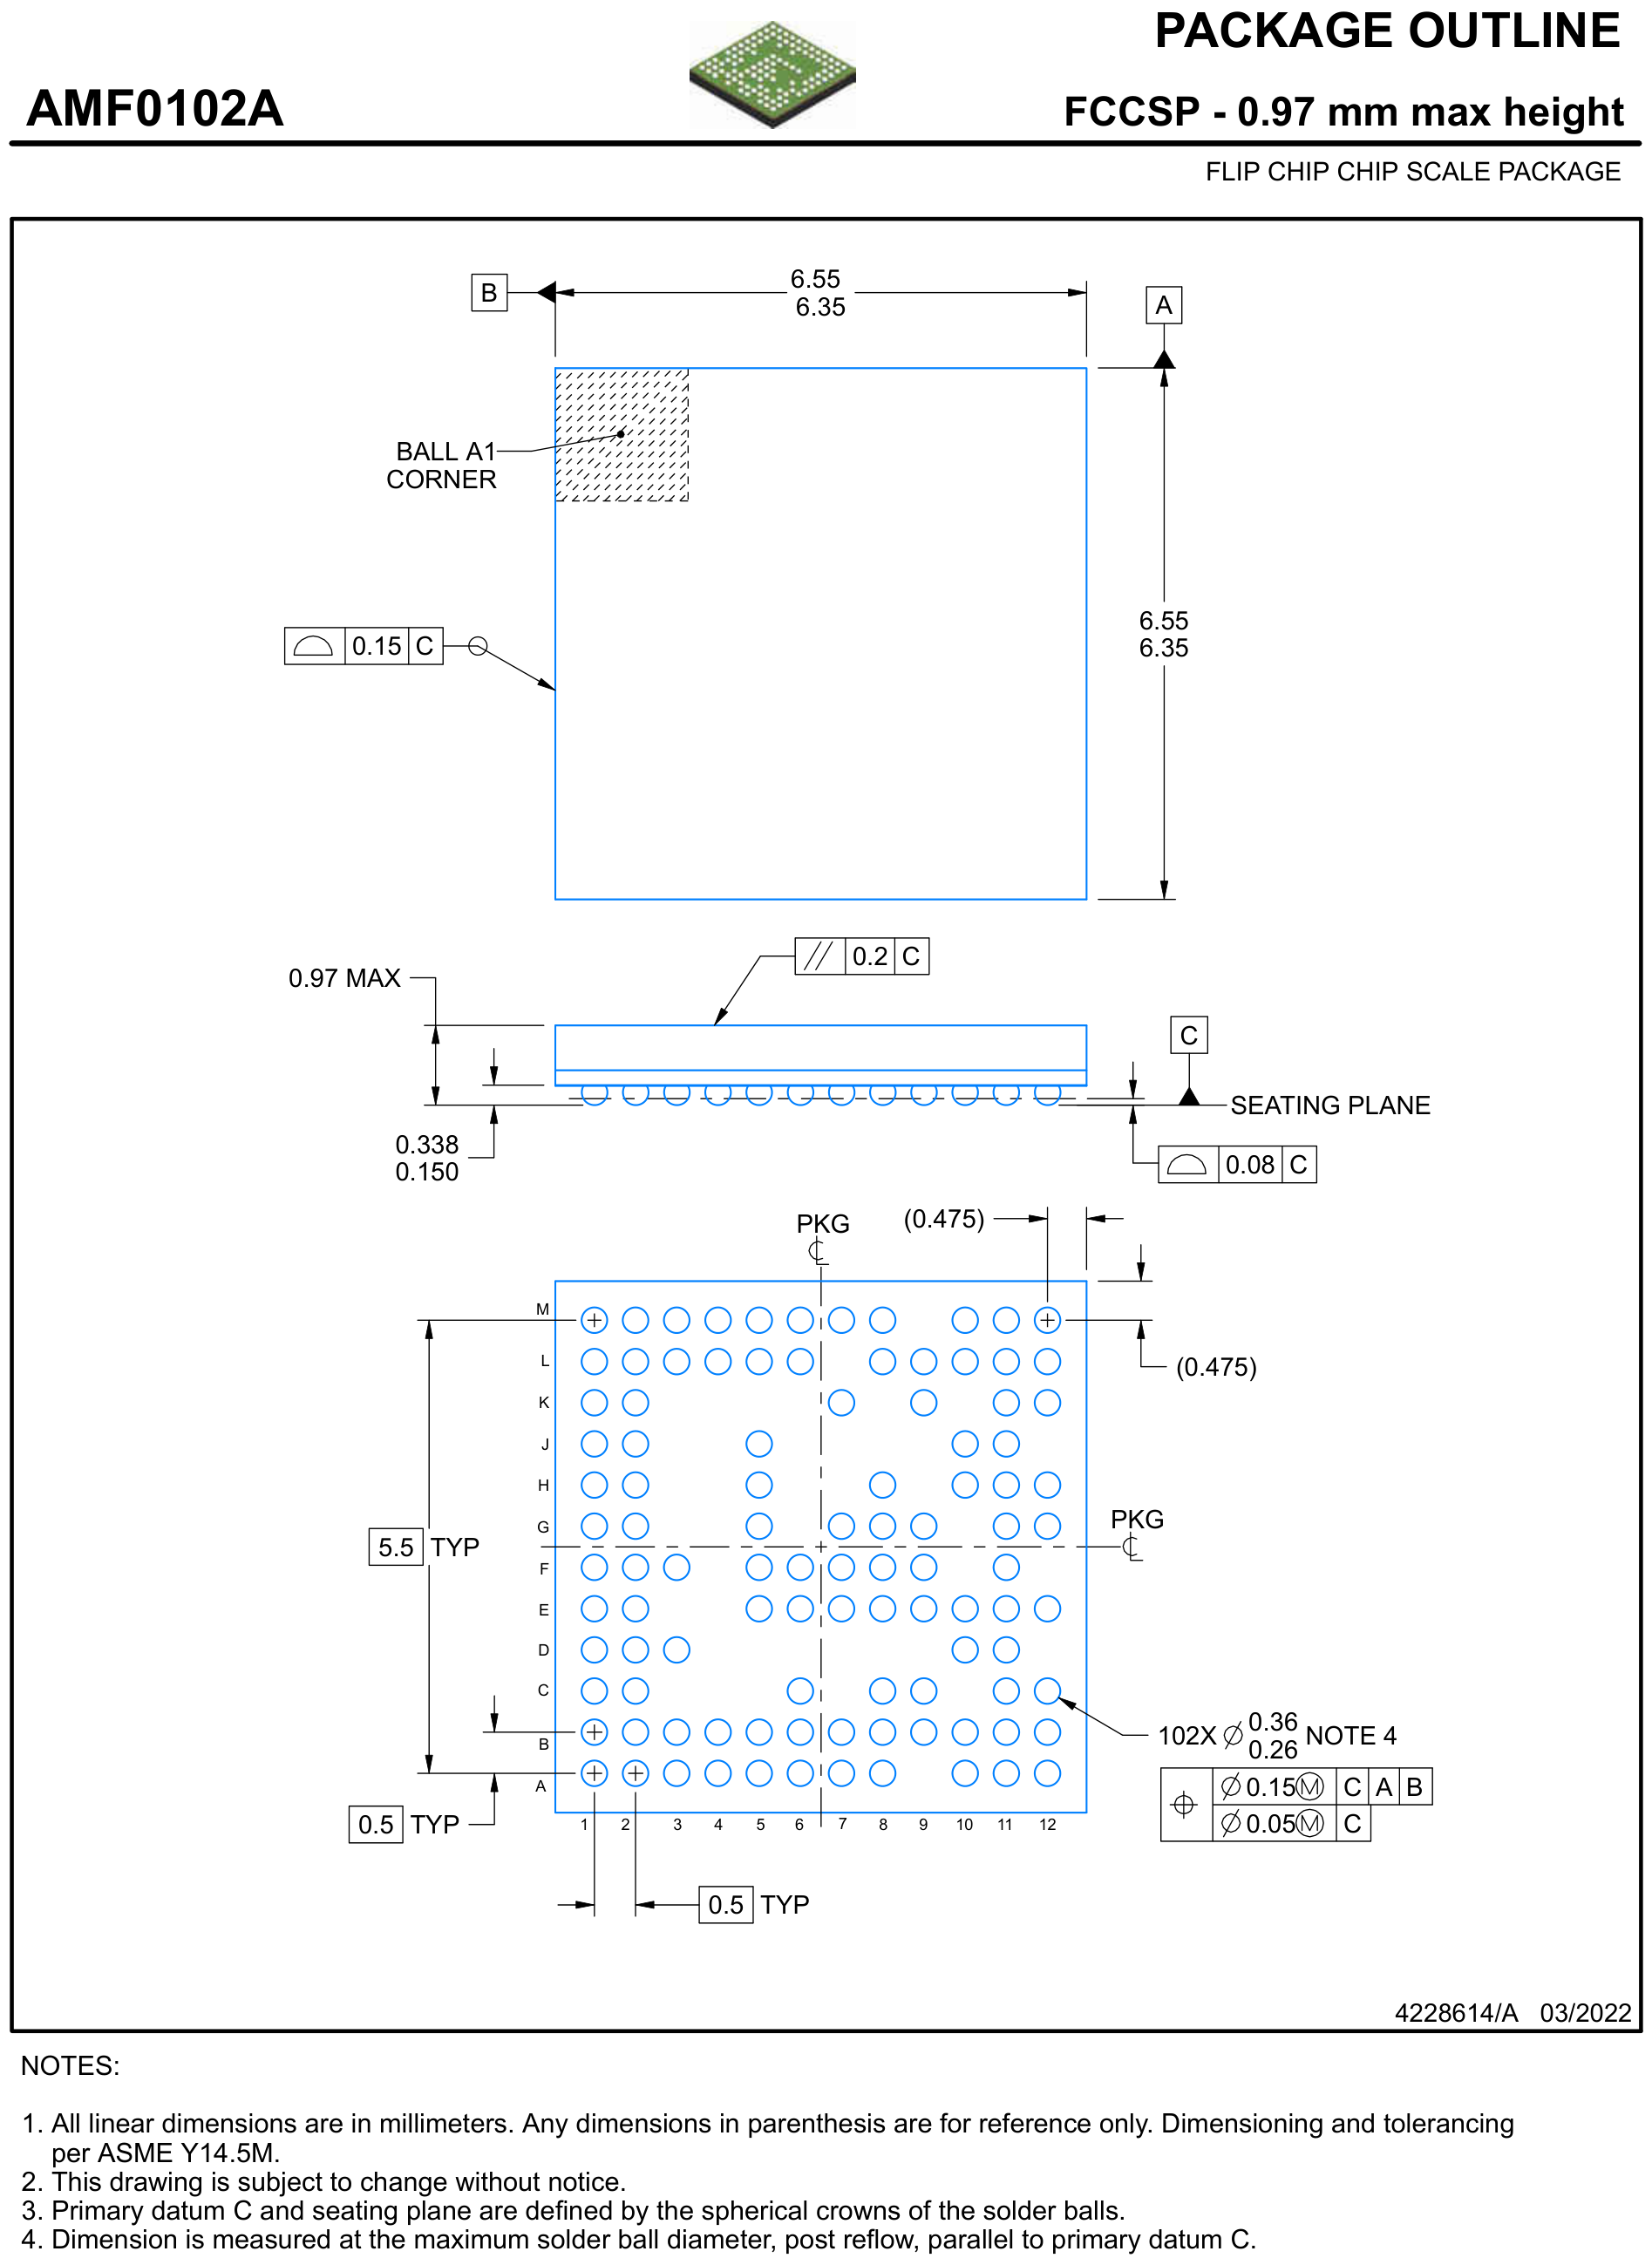 PACKAGE OUTLINE
AMF0102A
FCCSP - 0.97 mm max height
FLIP CHIP CHIP SCALE PACKAGE
B
6.55
6.35
A
BALL A1
CORNER
0.15 C
6.55
6.35
// 0.2 C
0.97 MAX
C
SEATING PLANE
0.338
0.150
0.08 C
PKG
(0.475)
M
L
(0.475)
K
J
H
G
PKG
5.5 TYP
F
E
D
C
B
102X ⌀ 0.36
0.26 NOTE 4
A
⌀ 0.15Ⓜ C A B
⌀ 0.05Ⓜ C
0.5 TYP
1 2 3 4 5 6 7 8 9 10 11 12
0.5 TYP
4228614/A 03/2022
NOTES:
1. All linear dimensions are in millimeters. Any dimensions in parenthesis are for reference only. Dimensioning and tolerancing
per ASME Y14.5M.
2. This drawing is subject to change without notice.
3. Primary datum C and seating plane are defined by the spherical crowns of the solder balls.
4. Dimension is measured at the maximum solder ball diameter, post reflow, parallel to primary datum C.